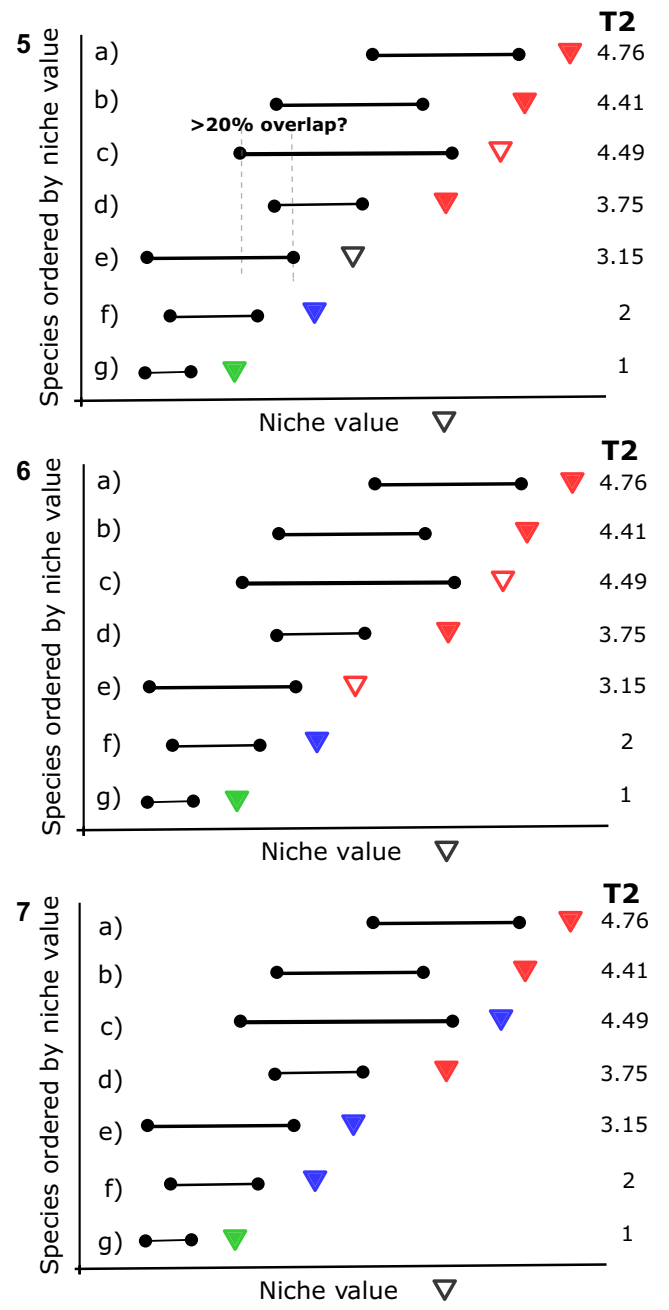 T2
5
a) 4.76
b) 4.41
>20% overlap?
c) 4.49
d) 3.75
e) 3.15
f) 2
g) 1
Species ordered by niche value
Niche value
T2
6
a) 4.76
b) 4.41
c) 4.49
d) 3.75
e) 3.15
f) 2
g) 1
Species ordered by niche value
Niche value
T2
7
a) 4.76
b) 4.41
c) 4.49
d) 3.75
e) 3.15
f) 2
g) 1
Species ordered by niche value
Niche value